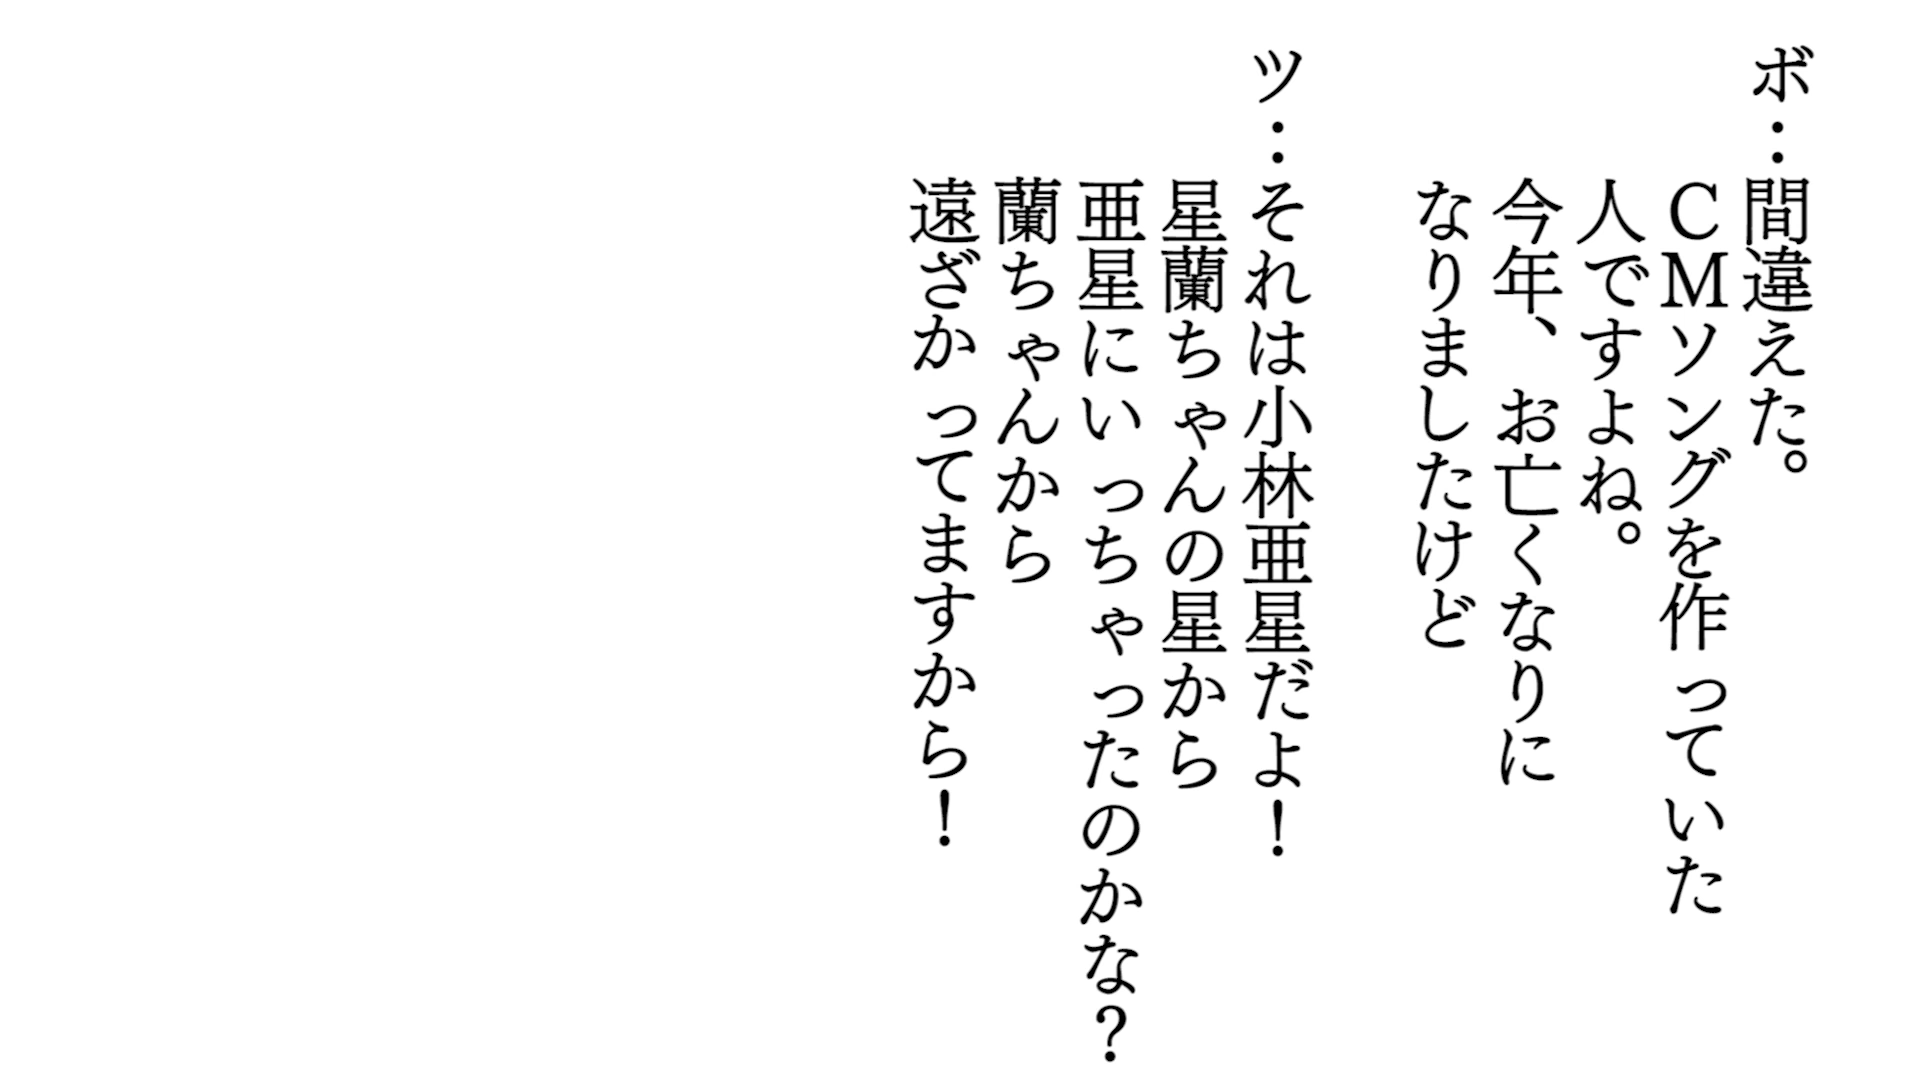 ボ：間違えた。
ＣＭソングを作っていた
人ですよね。
今年、お亡くなりに
なりましたけど
ツ：それは小林亜星だよ！
星蘭ちゃんの星から
亜星にいっちゃったのかな？
蘭ちゃんから
遠ざかってますから！